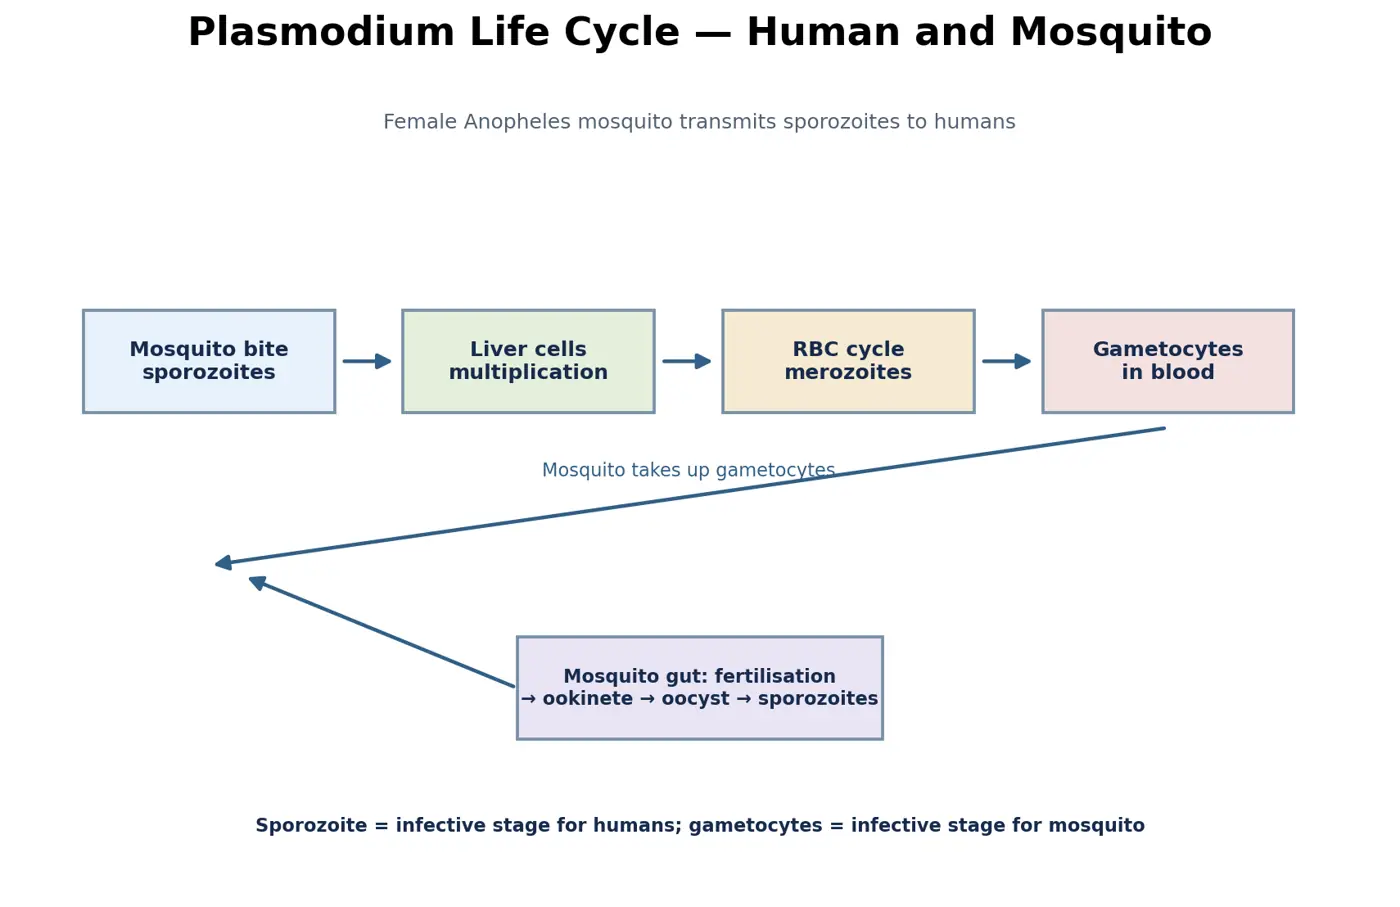 Plasmodium Life Cycle — Human and Mosquito
Female Anopheles mosquito transmits sporozoites to humans
Mosquito bite
sporozoites
Liver cells
multiplication
RBC cycle
merozoites
Gametocytes
in blood
Mosquito takes up gametocytes
Mosquito gut: fertilisation
→ ookinete → oocyst → sporozoites
Sporozoite = infective stage for humans; gametocytes = infective stage for mosquito